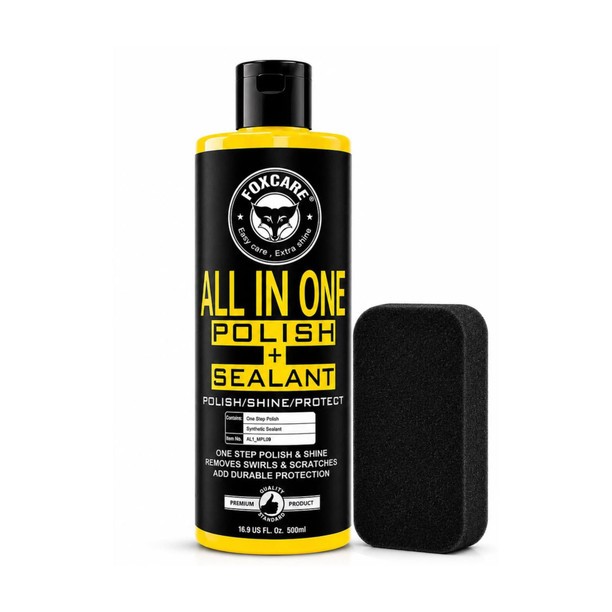 FOXCARE®
Easy care , Extra shine
ALL IN ONE
POLISH
+
SEALANT
POLISH/SHINE/PROTECT
Contains: One Step Polish
Synthetic Sealant
Item No. AL1_MPL09
ONE STEP POLISH & SHINE
REMOVES SWIRLS & SCRATCHES
ADD DURABLE PROTECTION
QUALITY
PREMIUM PRODUCT
STANDARD
16.9 US FL. Oz. 500ml